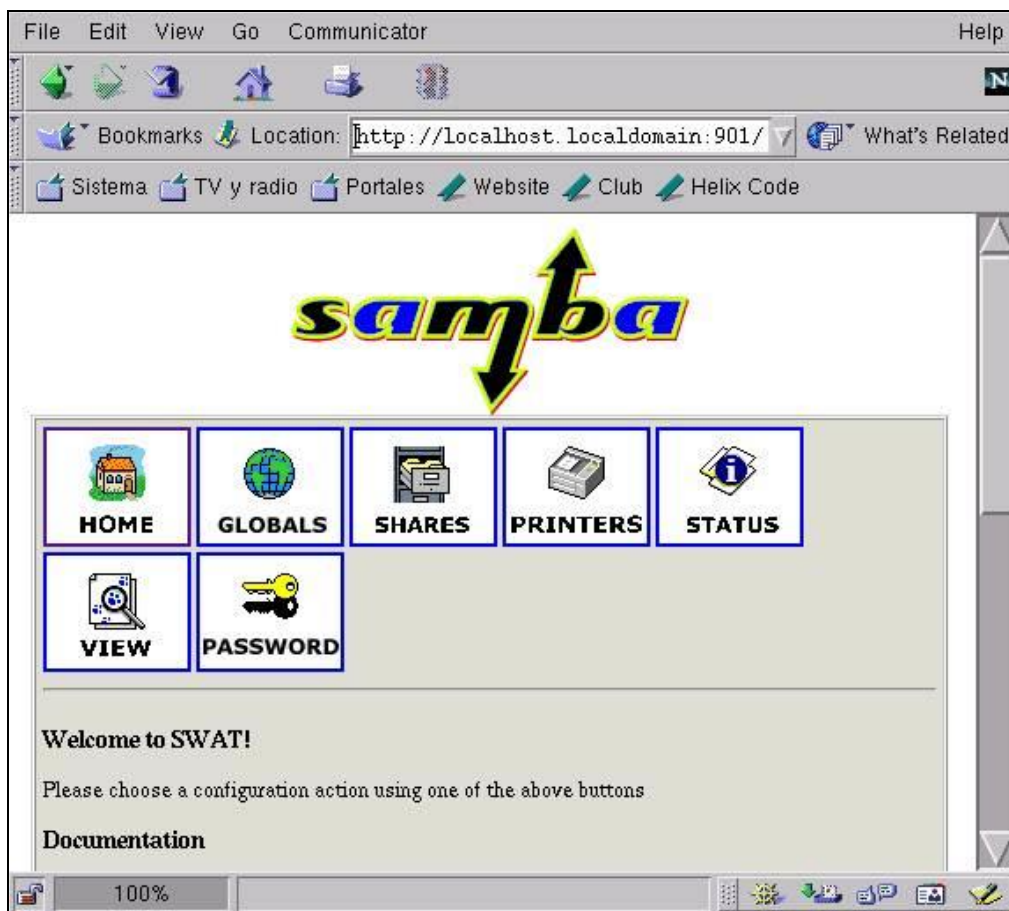 File Edit View Go Communicator Help
N
Bookmarks Location: http://localhost.localdomain:901/ What's Related
Sistema TV y radio Portales Website Club Helix Code
samba
HOME GLOBALS SHARES PRINTERS STATUS
VIEW PASSWORD
Welcome to SWAT!
Please choose a configuration action using one of the above buttons
Documentation
100%